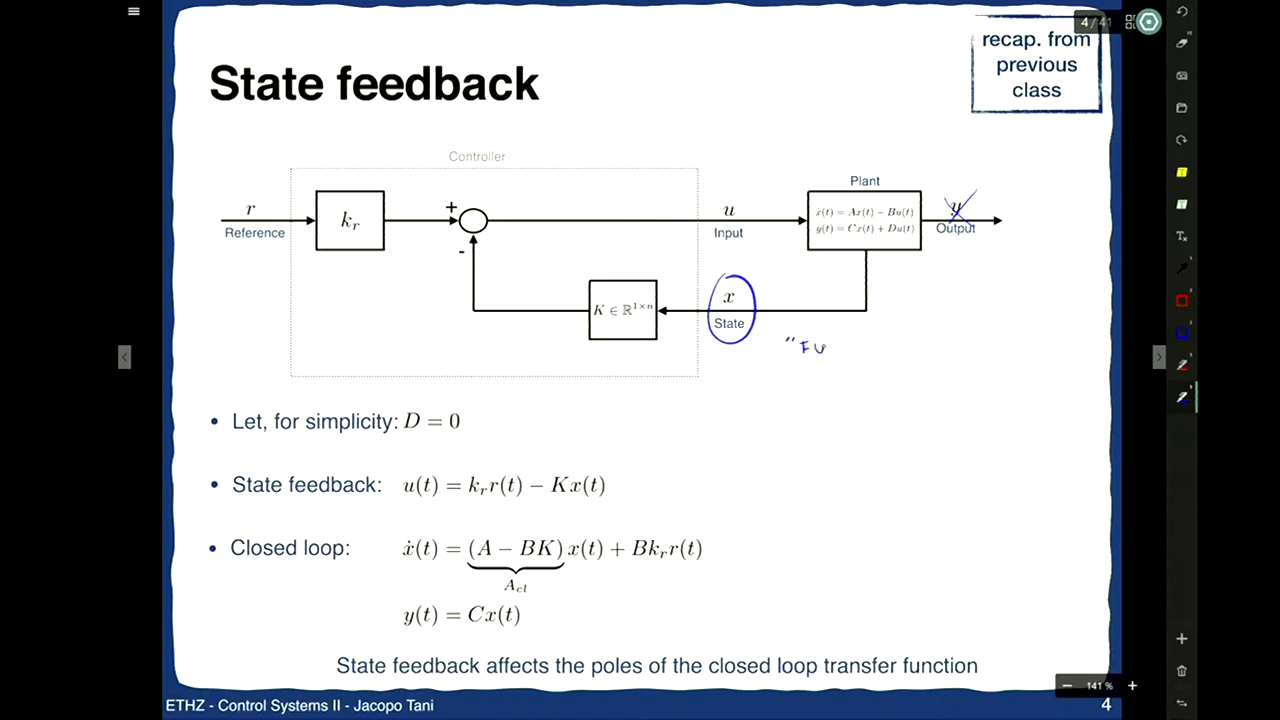 4/41
recap. from
previous
class
State feedback
Controller
Plant
r
Reference
k_r
+
-
u
Input
ẋ(t) = Ax(t) − Bu(t)
y(t) = Cx(t) + Du(t)
y
Output
K ∈ ℝ^{1×n}
x
State
"Fu
• Let, for simplicity: D = 0
• State feedback: u(t) = k_r r(t) − Kx(t)
• Closed loop: ẋ(t) = (A − BK) x(t) + Bk_r r(t)
A_{cl}
y(t) = Cx(t)
State feedback affects the poles of the closed loop transfer function
141 %
ETHZ - Control Systems II - Jacopo Tani
4